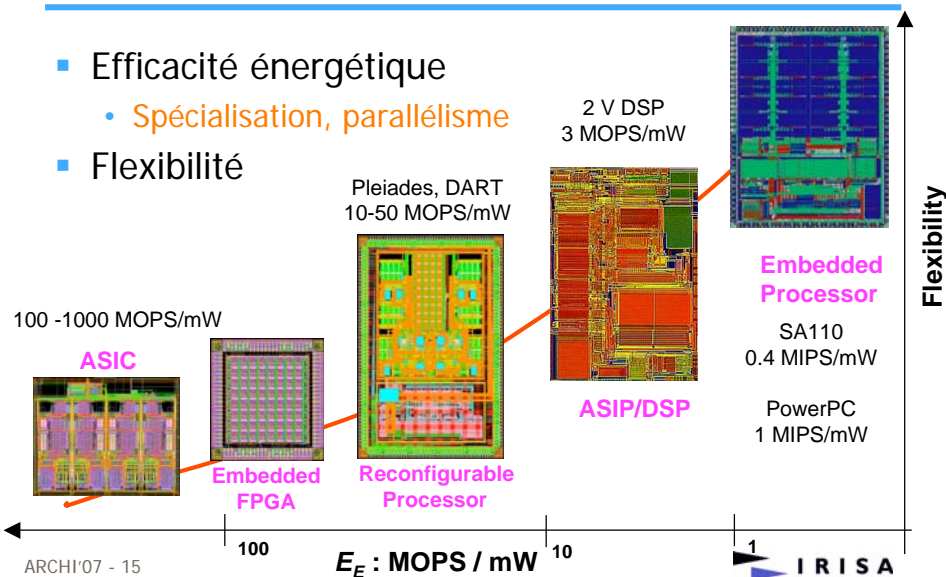 Efficacité énergétique
Spécialisation, parallélisme
Flexibilité
2 V DSP
3 MOPS/mW
Pleiades, DART
10-50 MOPS/mW
100 -1000 MOPS/mW
ASIC
Embedded
FPGA
Reconfigurable
Processor
ASIP/DSP
Embedded
Processor
SA110
0.4 MIPS/mW
PowerPC
1 MIPS/mW
Flexibility
100
10
1
E_E : MOPS / mW
ARCHI'07 - 15
IRISA